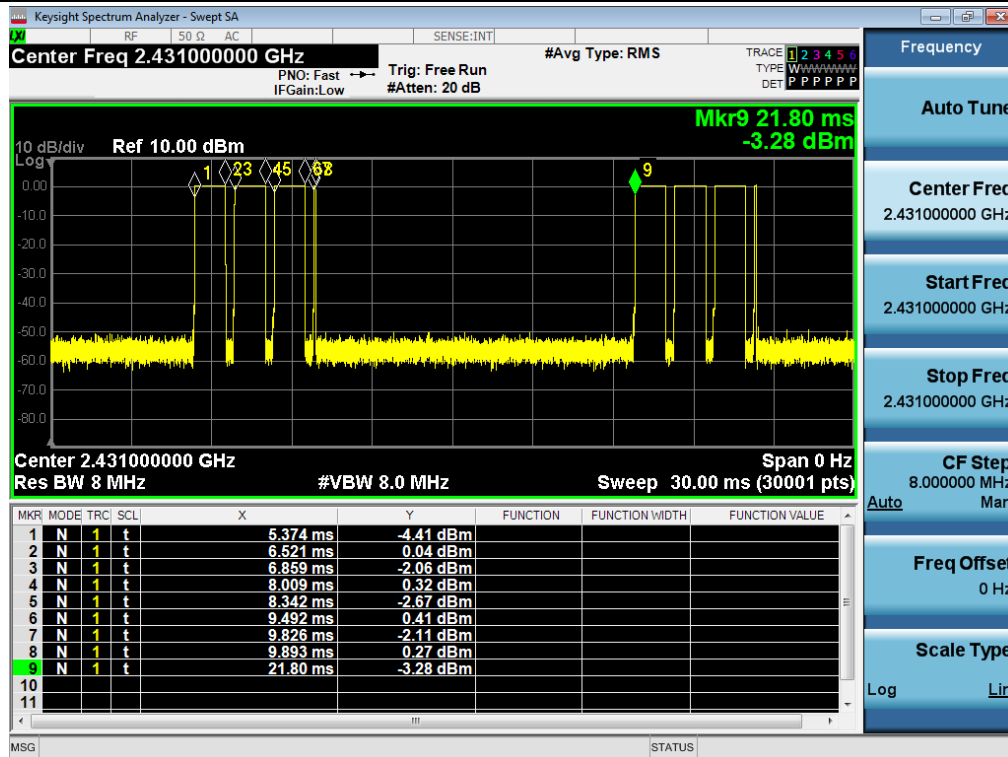 Keysight Spectrum Analyzer - Swept SA
LXI RF 50 Ω AC SENSE:INT
Center Freq 2.431000000 GHz
PNO: Fast
IFGain:Low
Trig: Free Run
#Atten: 20 dB
#Avg Type: RMS
TRACE 1 2 3 4 5 6
TYPE WWWWWW
DET P P P P P P
Mkr9 21.80 ms
-3.28 dBm
10 dB/div Ref 10.00 dBm
Log
1 2 3 4 5 6 7 8 9
0.00
-10.0
-20.0
-30.0
-40.0
-50.0
-60.0
-70.0
-80.0
Center 2.431000000 GHz Span 0 Hz
Res BW 8 MHz #VBW 8.0 MHz Sweep 30.00 ms (30001 pts)
MKR MODE TRC SCL X Y FUNCTION FUNCTION WIDTH FUNCTION VALUE
1 N 1 t 5.374 ms -4.41 dBm
2 N 1 t 6.521 ms 0.04 dBm
3 N 1 t 6.859 ms -2.06 dBm
4 N 1 t 8.009 ms 0.32 dBm
5 N 1 t 8.342 ms -2.67 dBm
6 N 1 t 9.492 ms 0.41 dBm
7 N 1 t 9.826 ms -2.11 dBm
8 N 1 t 9.893 ms 0.27 dBm
9 N 1 t 21.80 ms -3.28 dBm
10
11
MSG STATUS
Frequency
Auto Tune
Center Freq
2.431000000 GHz
Start Freq
2.431000000 GHz
Stop Freq
2.431000000 GHz
CF Step
8.000000 MHz
Auto Man
Freq Offset
0 Hz
Scale Type
Log Lin